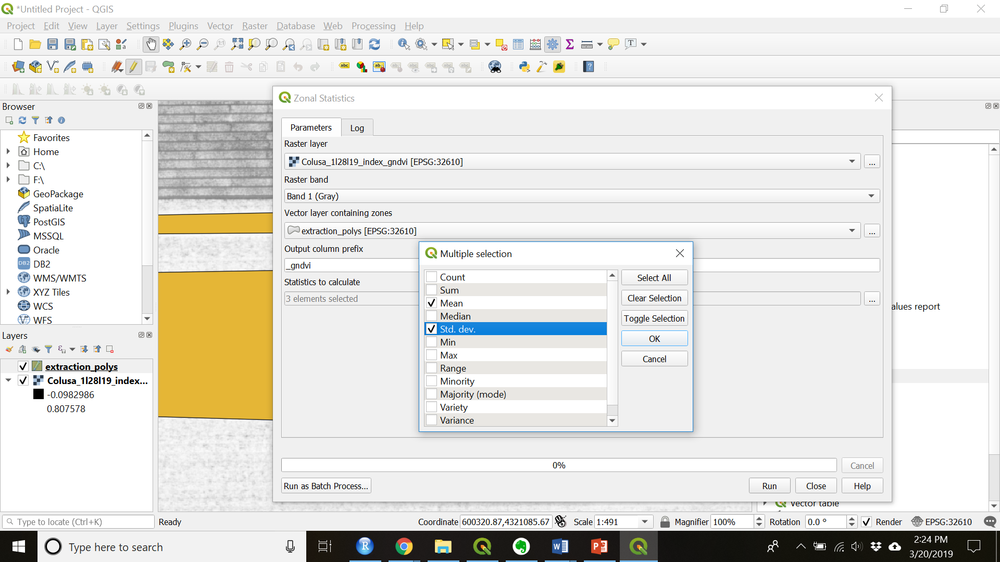 *Untitled Project - QGIS
Project Edit View Layer Settings Plugins Vector Raster Database Web Processing Help
Browser
Favorites
Home
C:\
F:\
GeoPackage
SpatiaLite
PostGIS
MSSQL
Oracle
DB2
WMS/WMTS
XYZ Tiles
WCS
WFS
Layers
extraction_polys
Colusa_1l28l19_index...
-0.0982986
0.807578
Zonal Statistics
Parameters Log
Raster layer
Colusa_1l28l19_index_gndvi [EPSG:32610]
...
Raster band
Band 1 (Gray)
Vector layer containing zones
extraction_polys [EPSG:32610]
...
Output column prefix
_gndvi
Statistics to calculate
3 elements selected
...
Multiple selection
Count
Sum
Mean
Median
Std. dev.
Min
Max
Range
Minority
Majority (mode)
Variety
Variance
Select All
Clear Selection
Toggle Selection
OK
Cancel
0%
Cancel
Run as Batch Process...
Run Close Help
alues report
Vector table
Type to locate (Ctrl+K) Ready Coordinate 600320.87,4321085.67 Scale 1:491 Magnifier 100% Rotation 0.0 ° Render EPSG:32610
Type here to search
2:24 PM
3/20/2019